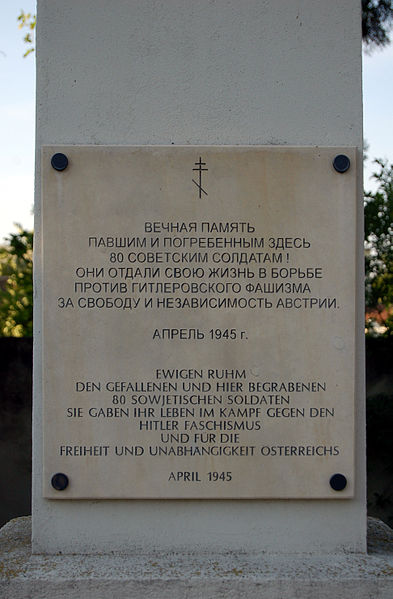 ВЕЧНАЯ ПАМЯТЬ
ПАВШИМ И ПОГРЕБЕННЫМ ЗДЕСЬ
80 СОВЕТСКИМ СОЛДАТАМ !
ОНИ ОТДАЛИ СВОЮ ЖИЗНЬ В БОРЬБЕ
ПРОТИВ ГИТЛЕРОВСКОГО ФАШИЗМА
ЗА СВОБОДУ И НЕЗАВИСИМОСТЬ АВСТРИИ.
АПРЕЛЬ 1945 г.
EWIGEN RUHM
DEN GEFALLENEN UND HIER BEGRABENEN
80 SOWJETISCHEN SOLDATEN
SIE GABEN IHR LEBEN IM KAMPF GEGEN DEN
HITLER FASCHISMUS
UND FÜR DIE
FREIHEIT UND UNABHÄNGIGKEIT ÖSTERREICHS
APRIL 1945